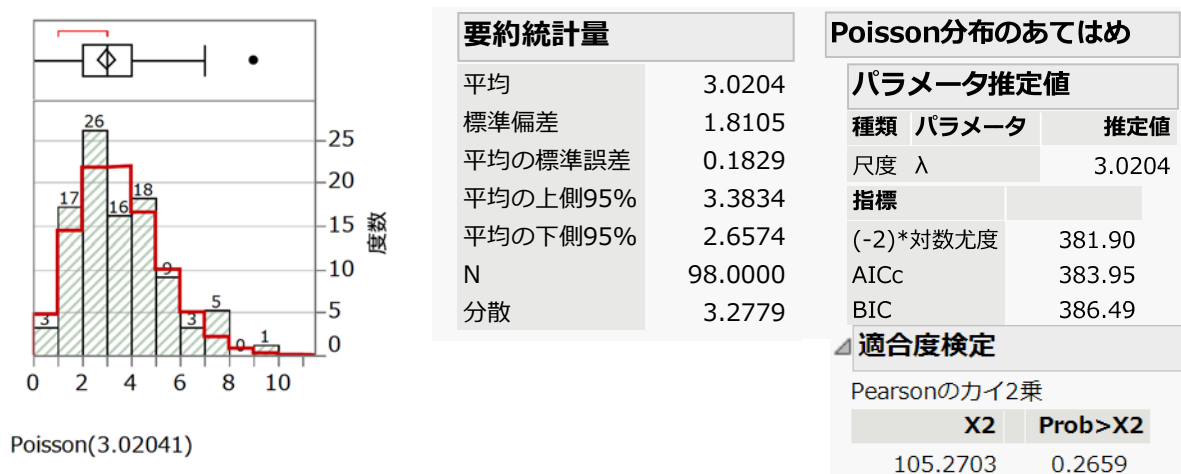 26
17
16
18
3
9
3
5
0
1
25
20
15
10
5
0
度数
0 2 4 6 8 10
Poisson(3.02041)
要約統計量
平均 3.0204
標準偏差 1.8105
平均の標準誤差 0.1829
平均の上側95% 3.3834
平均の下側95% 2.6574
N 98.0000
分散 3.2779
Poisson分布のあてはめ
パラメータ推定値
種類 パラメータ 推定値
尺度 λ 3.0204
指標
(-2)*対数尤度 381.90
AICc 383.95
BIC 386.49
適合度検定
Pearsonのカイ2乗
X2 Prob>X2
105.2703 0.2659